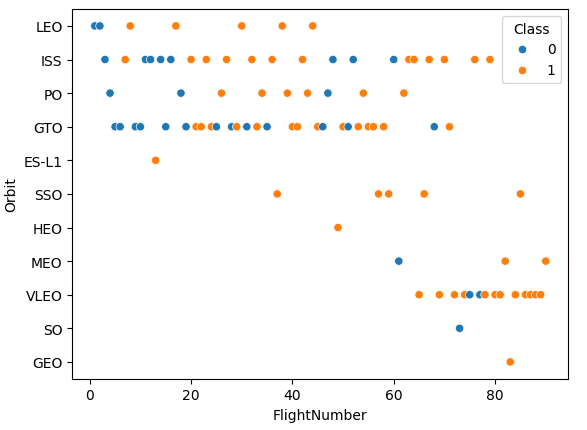 LEO
ISS
PO
GTO
ES-L1
SSO
HEO
MEO
VLEO
SO
GEO
Orbit
Class
0
1
0 20 40 60 80
FlightNumber